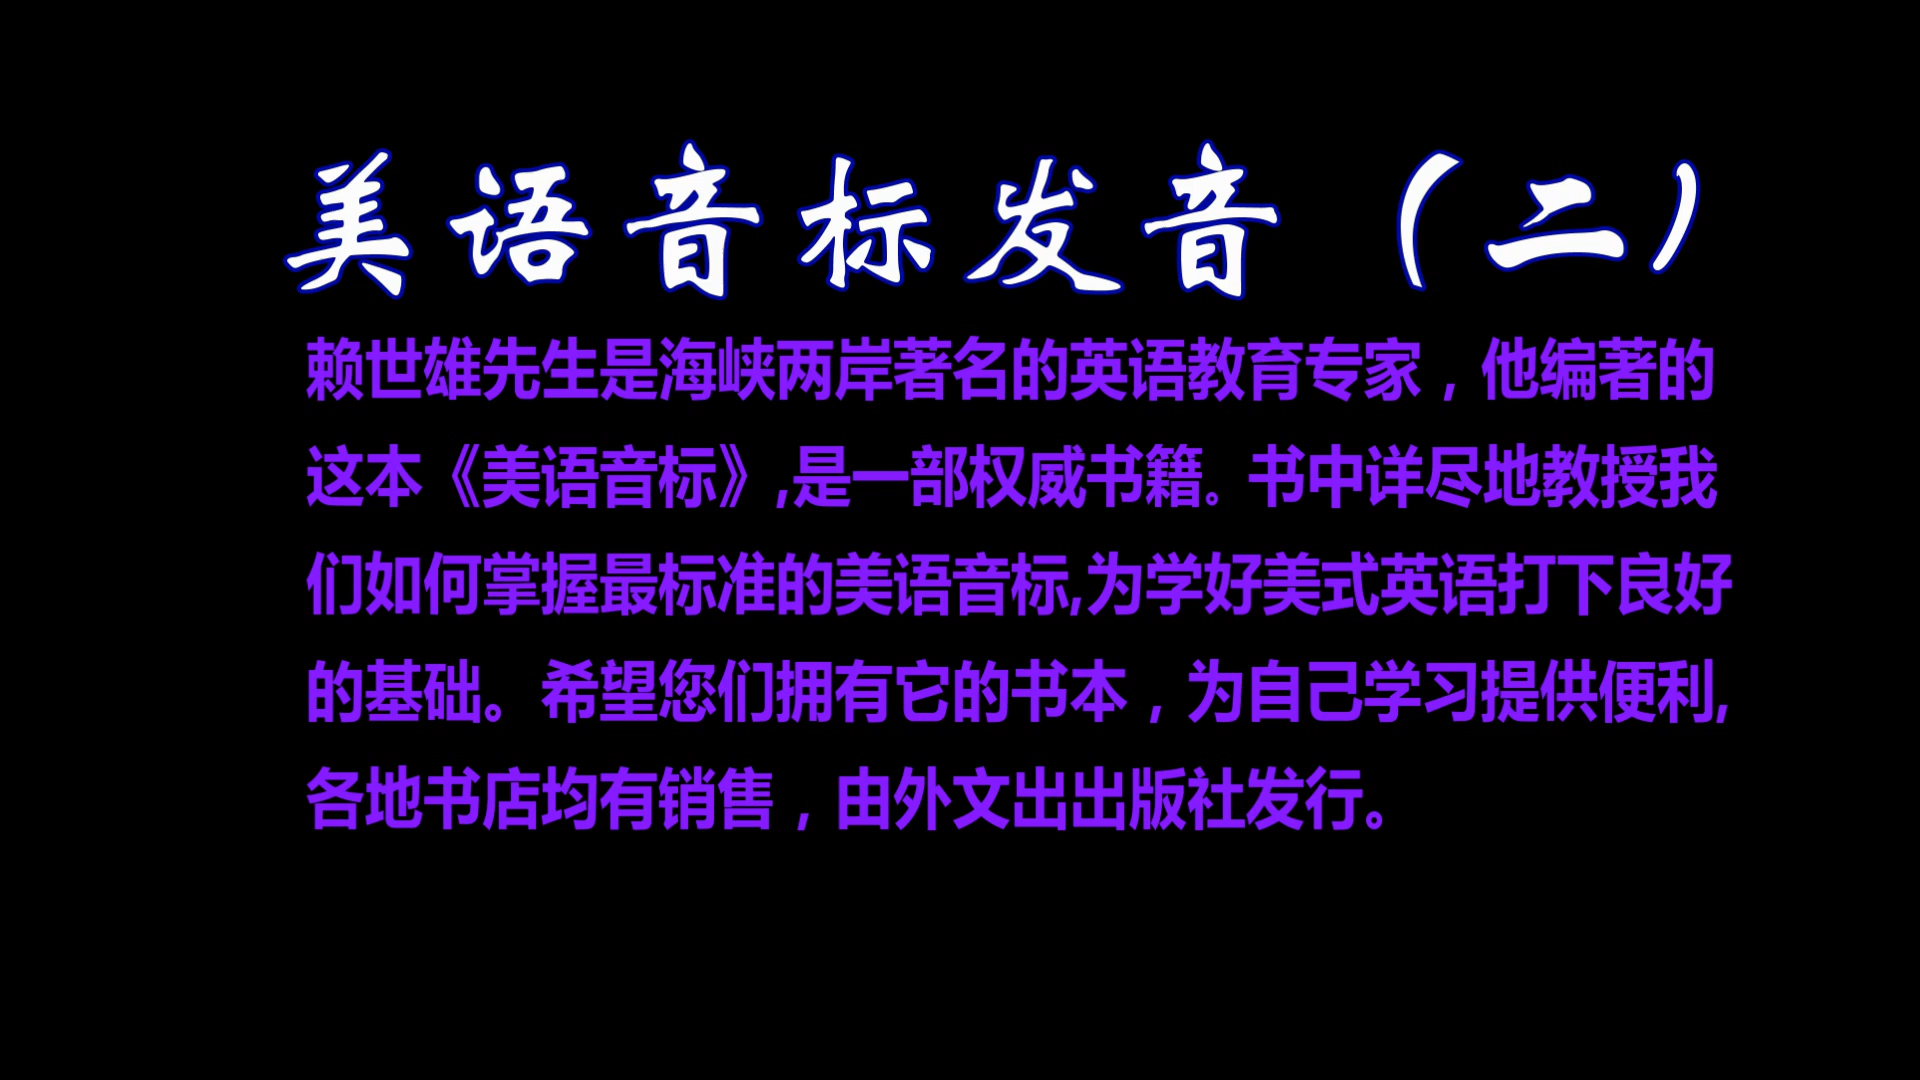 美语音标发音（二）
赖世雄先生是海峡两岸著名的英语教育专家，他编著的
这本《美语音标》,是一部权威书籍。书中详尽地教授我
们如何掌握最标准的美语音标,为学好美式英语打下良好
的基础。希望您们拥有它的书本，为自己学习提供便利,
各地书店均有销售，由外文出出版社发行。